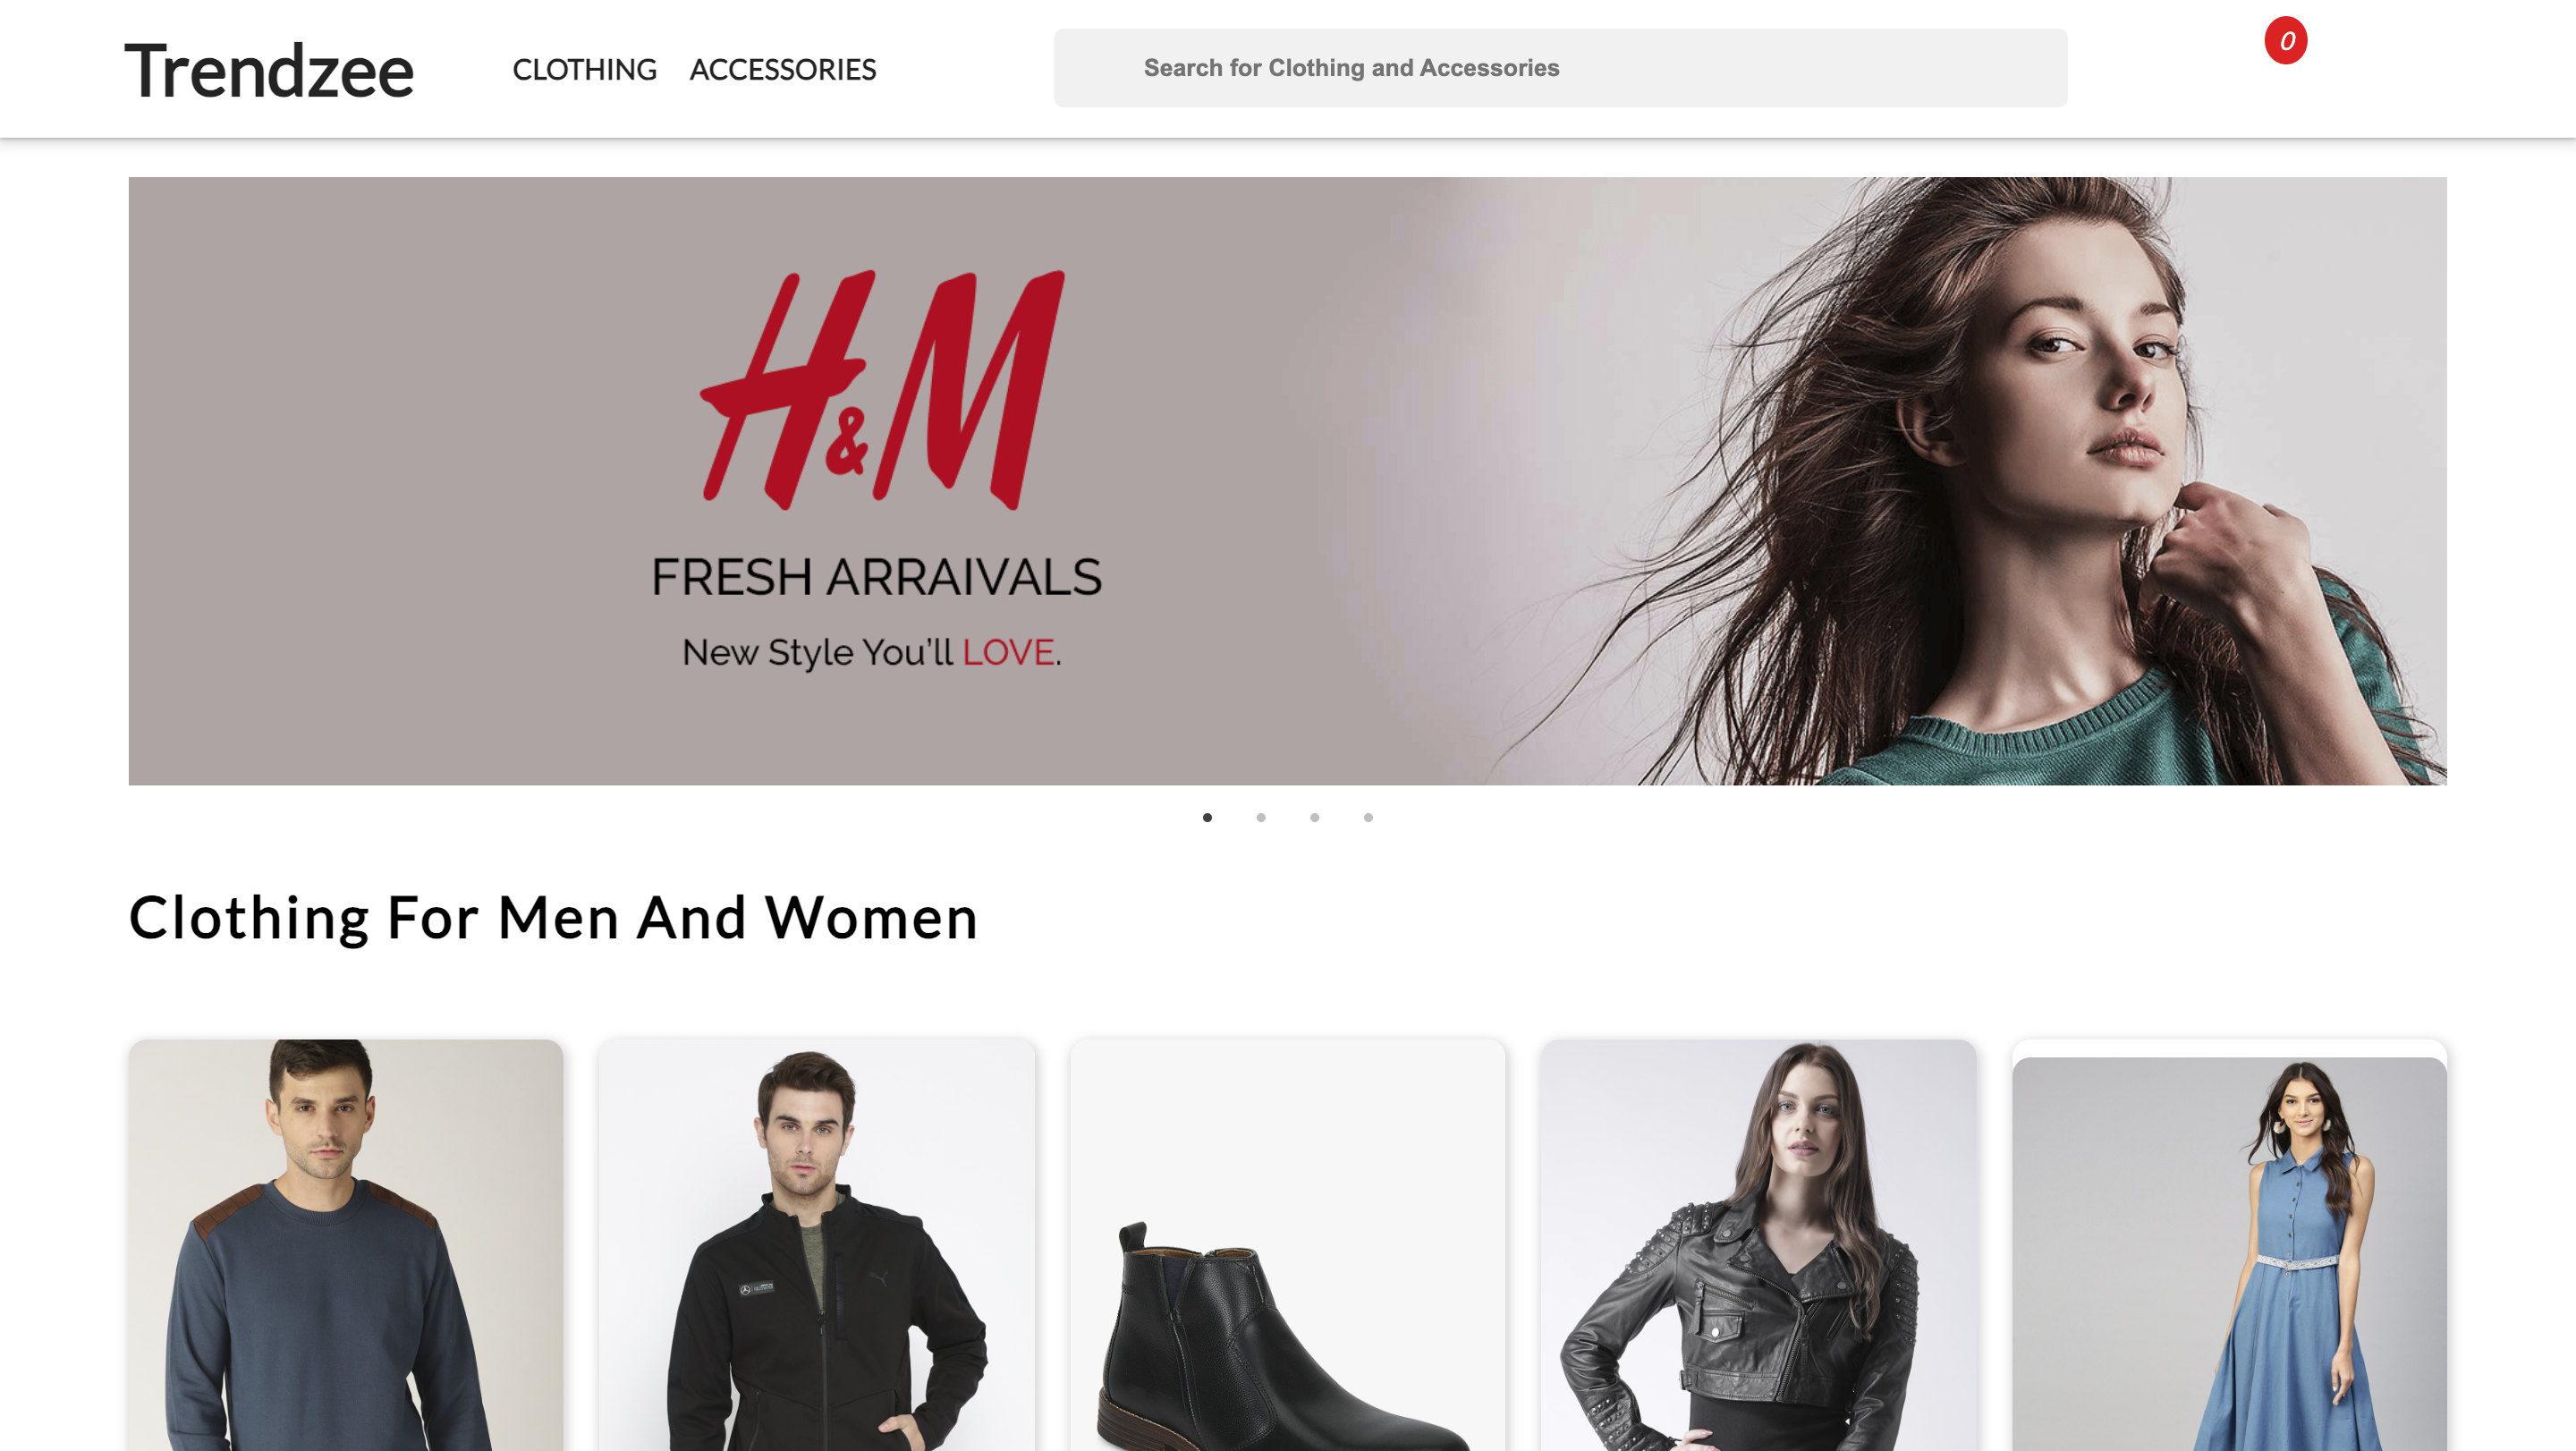 Trendzee
CLOTHING ACCESSORIES
Search for Clothing and Accessories
0
H&M
FRESH ARRAIVALS
New Style You'll LOVE.
Clothing For Men And Women